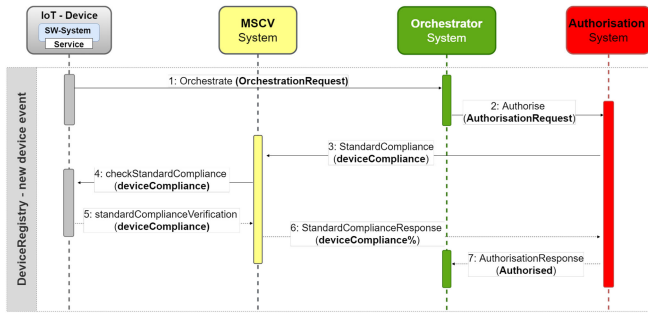 IoT - Device
SW-System
Service
MSCV
System
Orchestrator
System
Authorisation
System
DeviceRegistry - new device event
1: Orchestrate (OrchestrationRequest)
2: Authorise
(AuthorisationRequest)
3: StandardCompliance
(deviceCompliance)
4: checkStandardCompliance
(deviceCompliance)
5: standardComplianceVerification
(deviceCompliance)
6: StandardComplianceResponse
(deviceCompliance%)
7: AuthorisationResponse
(Authorised)